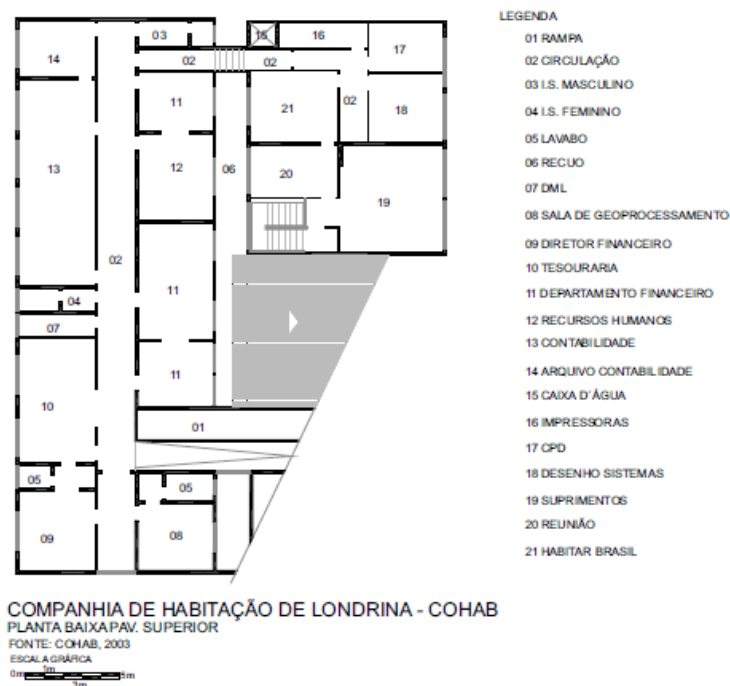 03
15
16
17
14
02
02
11
21
02
18
13
12
06
20
19
02
11
04
07
11
10
01
05
05
09
08
LEGENDA
01 RAMPA
02 CIRCULAÇÃO
03 I.S. MASCULINO
04 I.S. FEMININO
05 LAVABO
06 RECUO
07 DML
08 SALA DE GEOPROCESSAMENTO
09 DIRETOR FINANCEIRO
10 TESOURARIA
11 DEPARTAMENTO FINANCEIRO
12 RECURSOS HUMANOS
13 CONTABILIDADE
14 ARQUIVO CONTABILIDADE
15 CAIXA D´ÁGUA
16 IMPRESSORAS
17 CPD
18 DESENHO SISTEMAS
19 SUPRIMENTOS
20 REUNIÃO
21 HABITAR BRASIL
COMPANHIA DE HABITAÇÃO DE LONDRINA - COHAB
PLANTA BAIXA PAV. SUPERIOR
FONTE: COHAB, 2003
ESCALA GRÁFICA
0m 1m 5m
3m